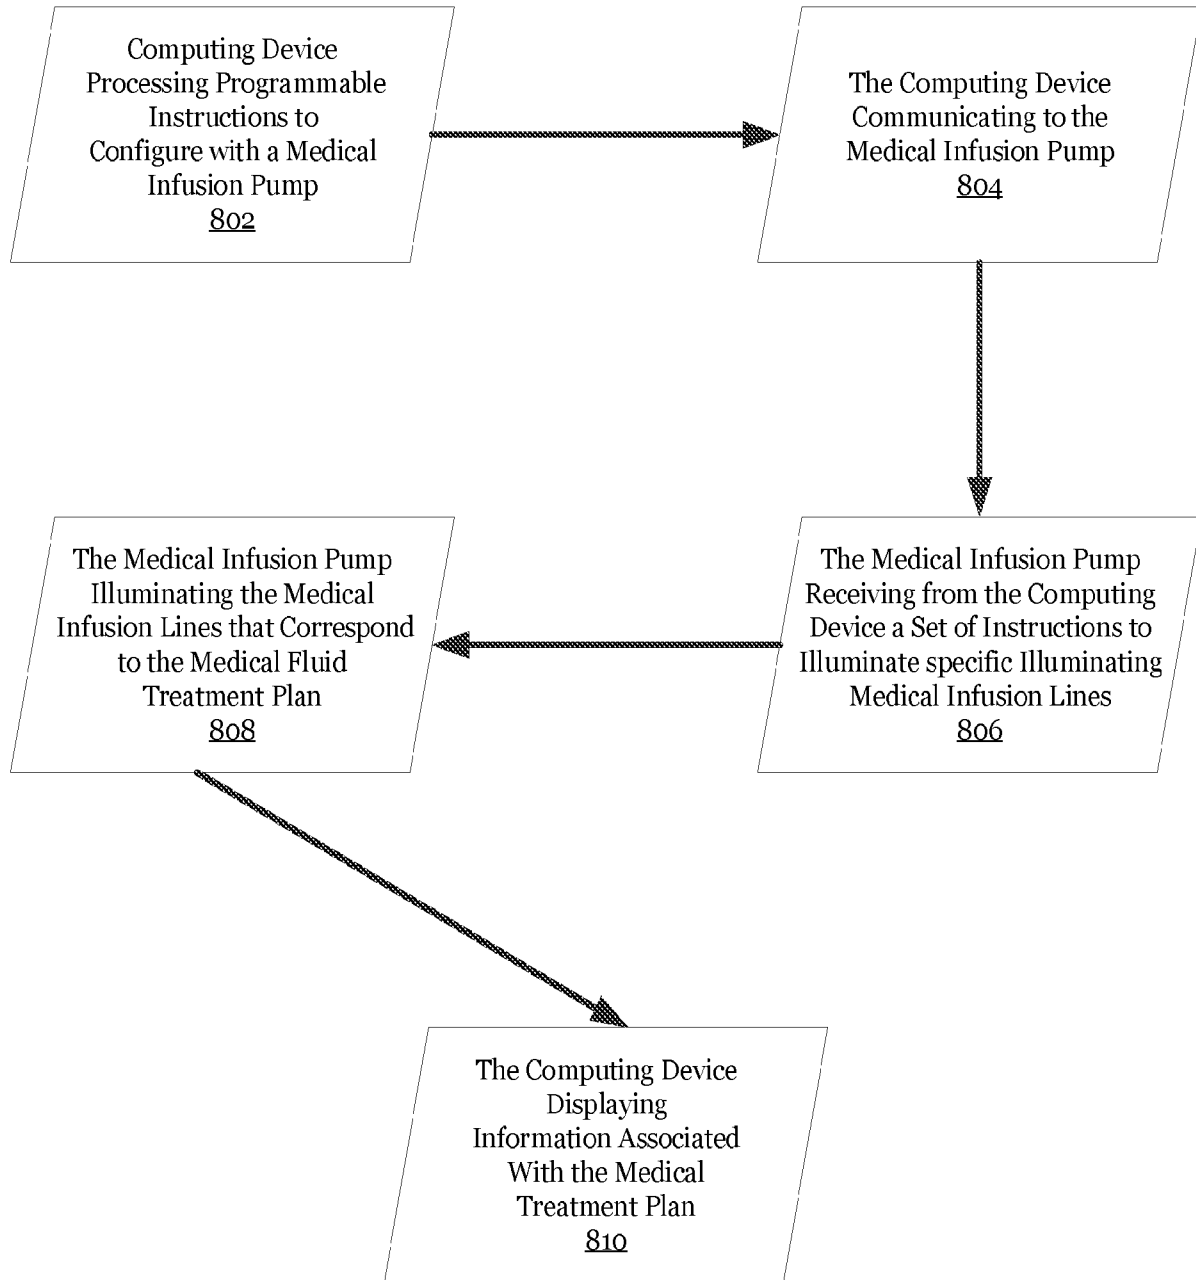 Computing Device
Processing Programmable
Instructions to
Configure with a Medical
Infusion Pump
802
The Computing Device
Communicating to the
Medical Infusion Pump
804
The Medical Infusion Pump
Receiving from the Computing
Device a Set of Instructions to
Illuminate specific Illuminating
Medical Infusion Lines
806
The Medical Infusion Pump
Illuminating the Medical
Infusion Lines that Correspond
to the Medical Fluid
Treatment Plan
808
The Computing Device
Displaying
Information Associated
With the Medical
Treatment Plan
810